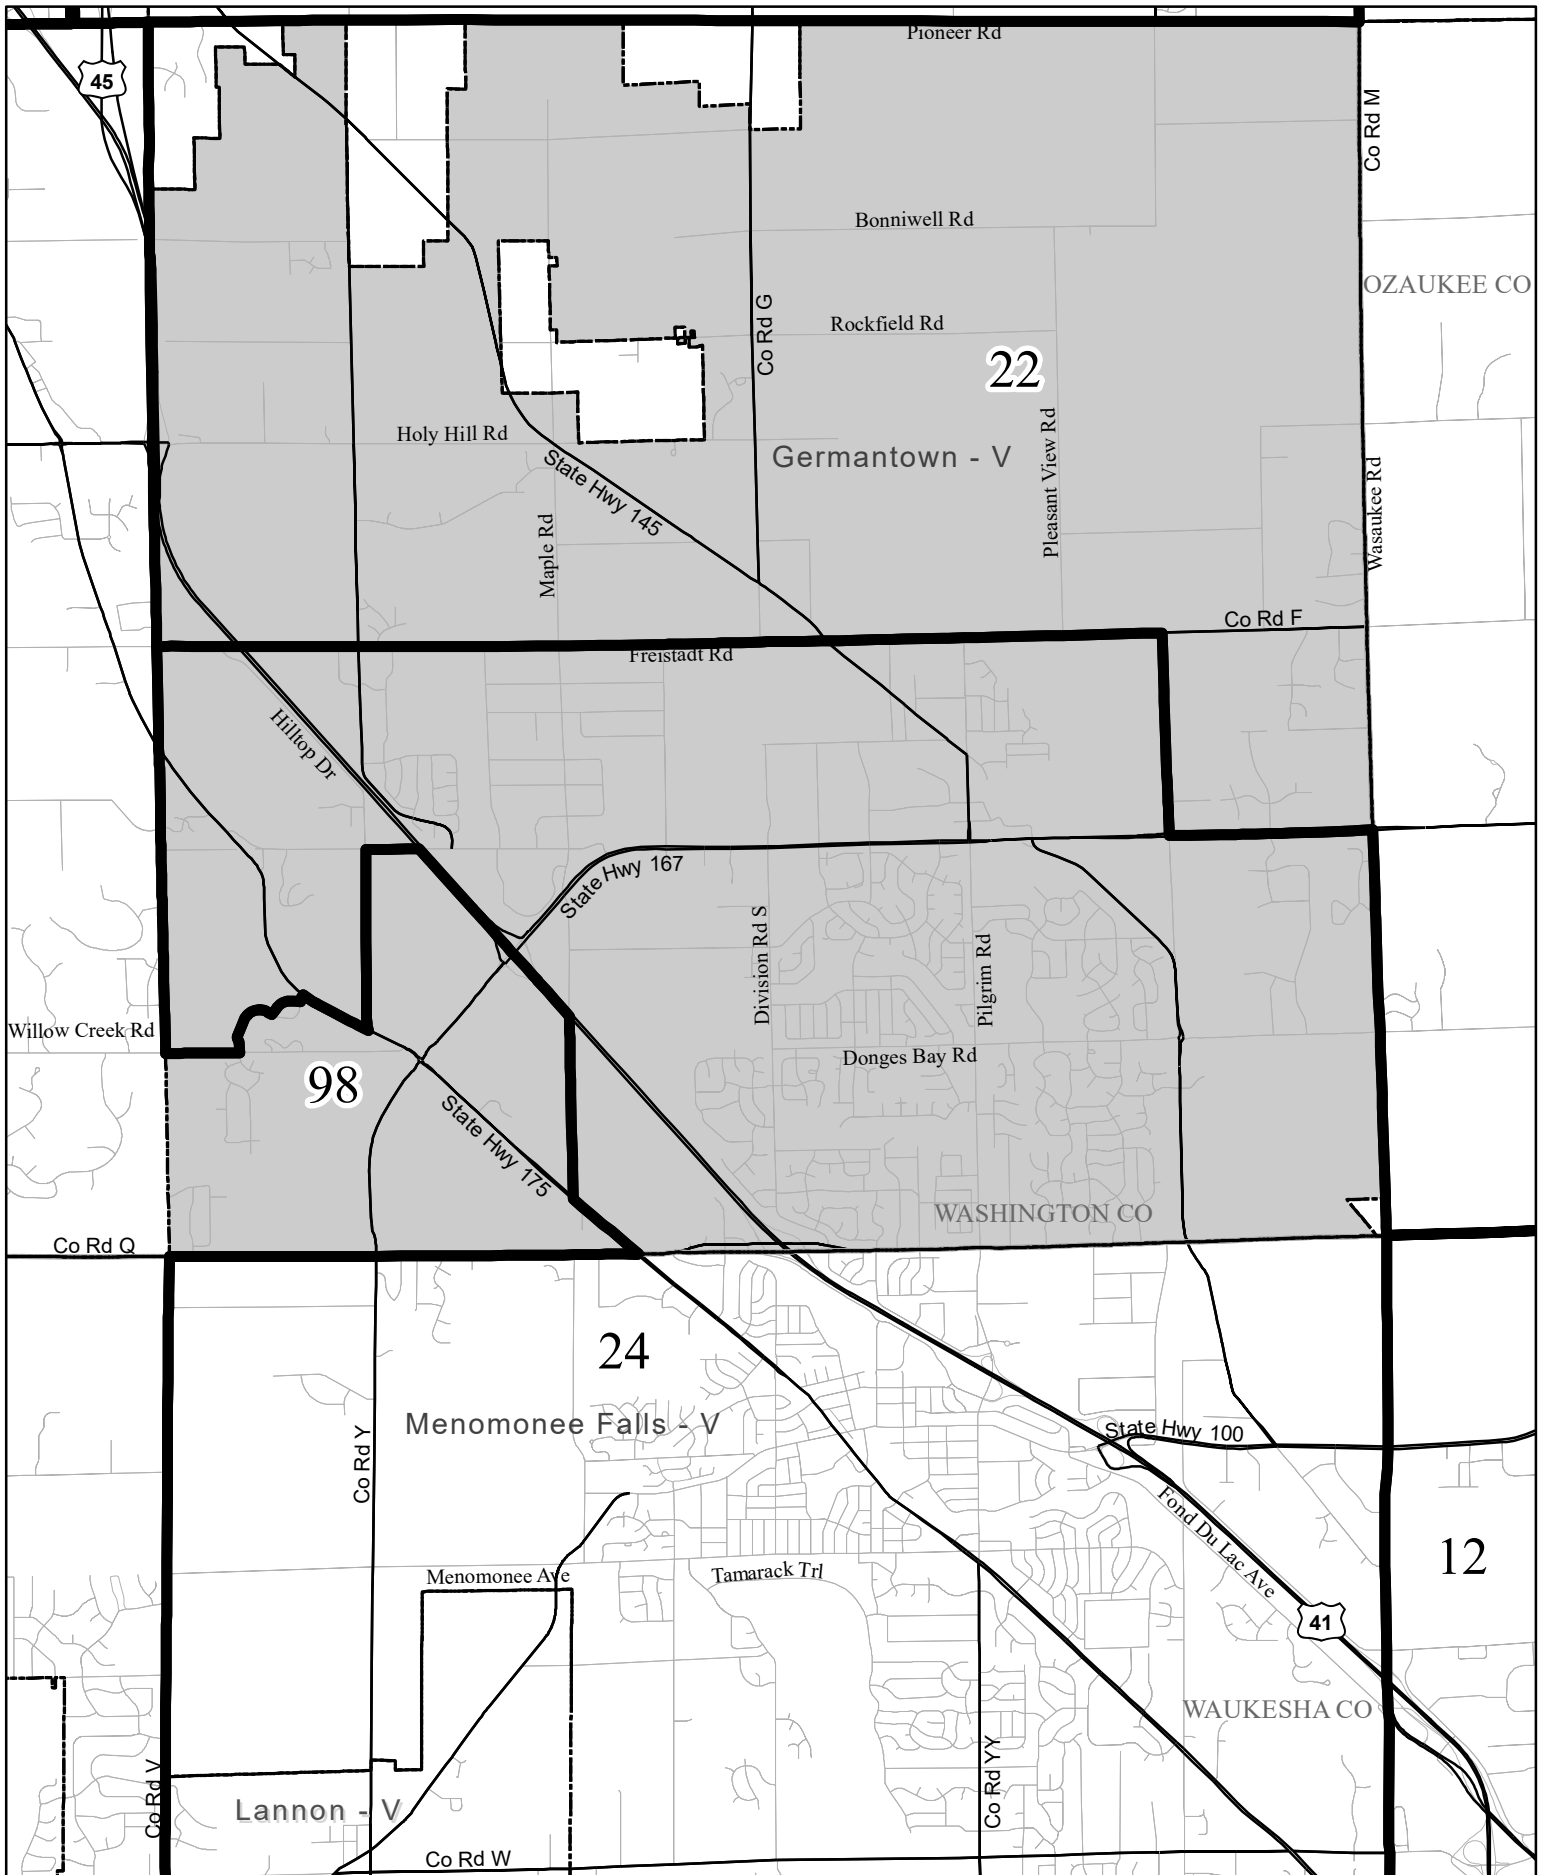 Pioneer Rd
45
Co Rd M
Bonniwell Rd
OZAUKEE CO
Co Rd G
Rockfield Rd
22
Holy Hill Rd
Germantown - V
Pleasant View Rd
State Hwy 145
Wasaukee Rd
Maple Rd
Co Rd F
Freistadt Rd
Hilltop Dr
State Hwy 167
Division Rd S
Pilgrim Rd
Willow Creek Rd
Donges Bay Rd
98
State Hwy 175
WASHINGTON CO
Co Rd Q
24
Menomonee Falls - V
State Hwy 100
Co Rd Y
Fond Du Lac Ave
12
Menomonee Ave
Tamarack Trl
41
WAUKESHA CO
Co Rd V
Co Rd YY
Lannon - V
Co Rd W